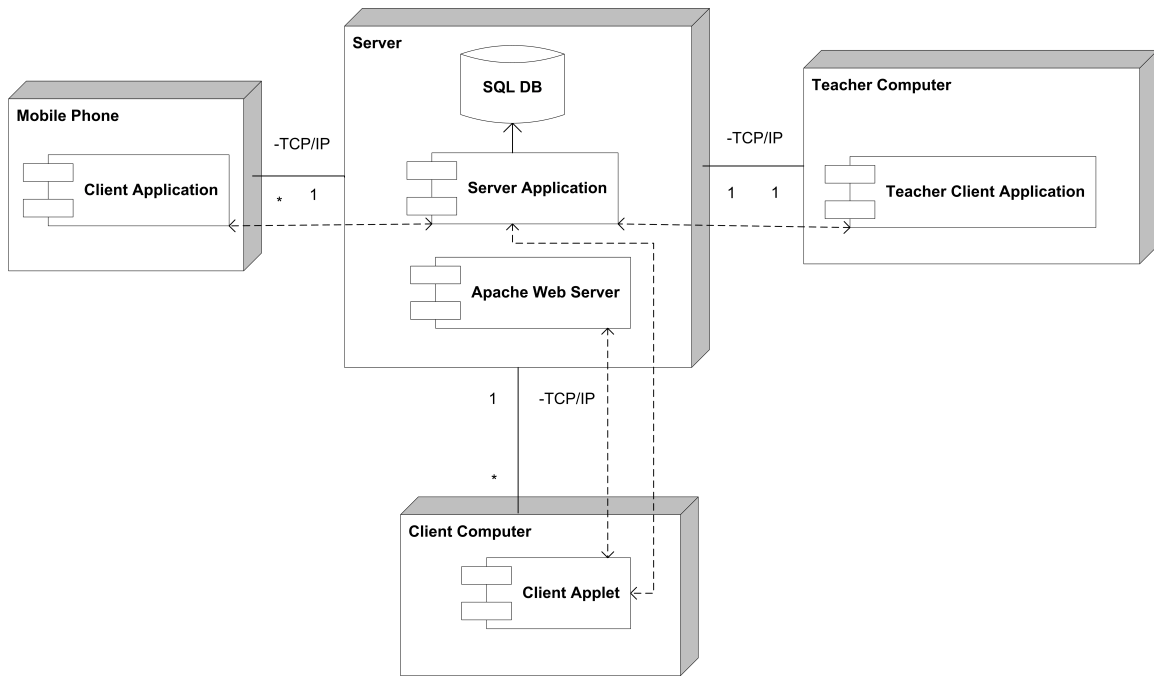 Server
SQL DB
Teacher Computer
Mobile Phone
-TCP/IP
-TCP/IP
Client Application
Server Application
Teacher Client Application
* 1
1 1
Apache Web Server
1 -TCP/IP
*
Client Computer
Client Applet